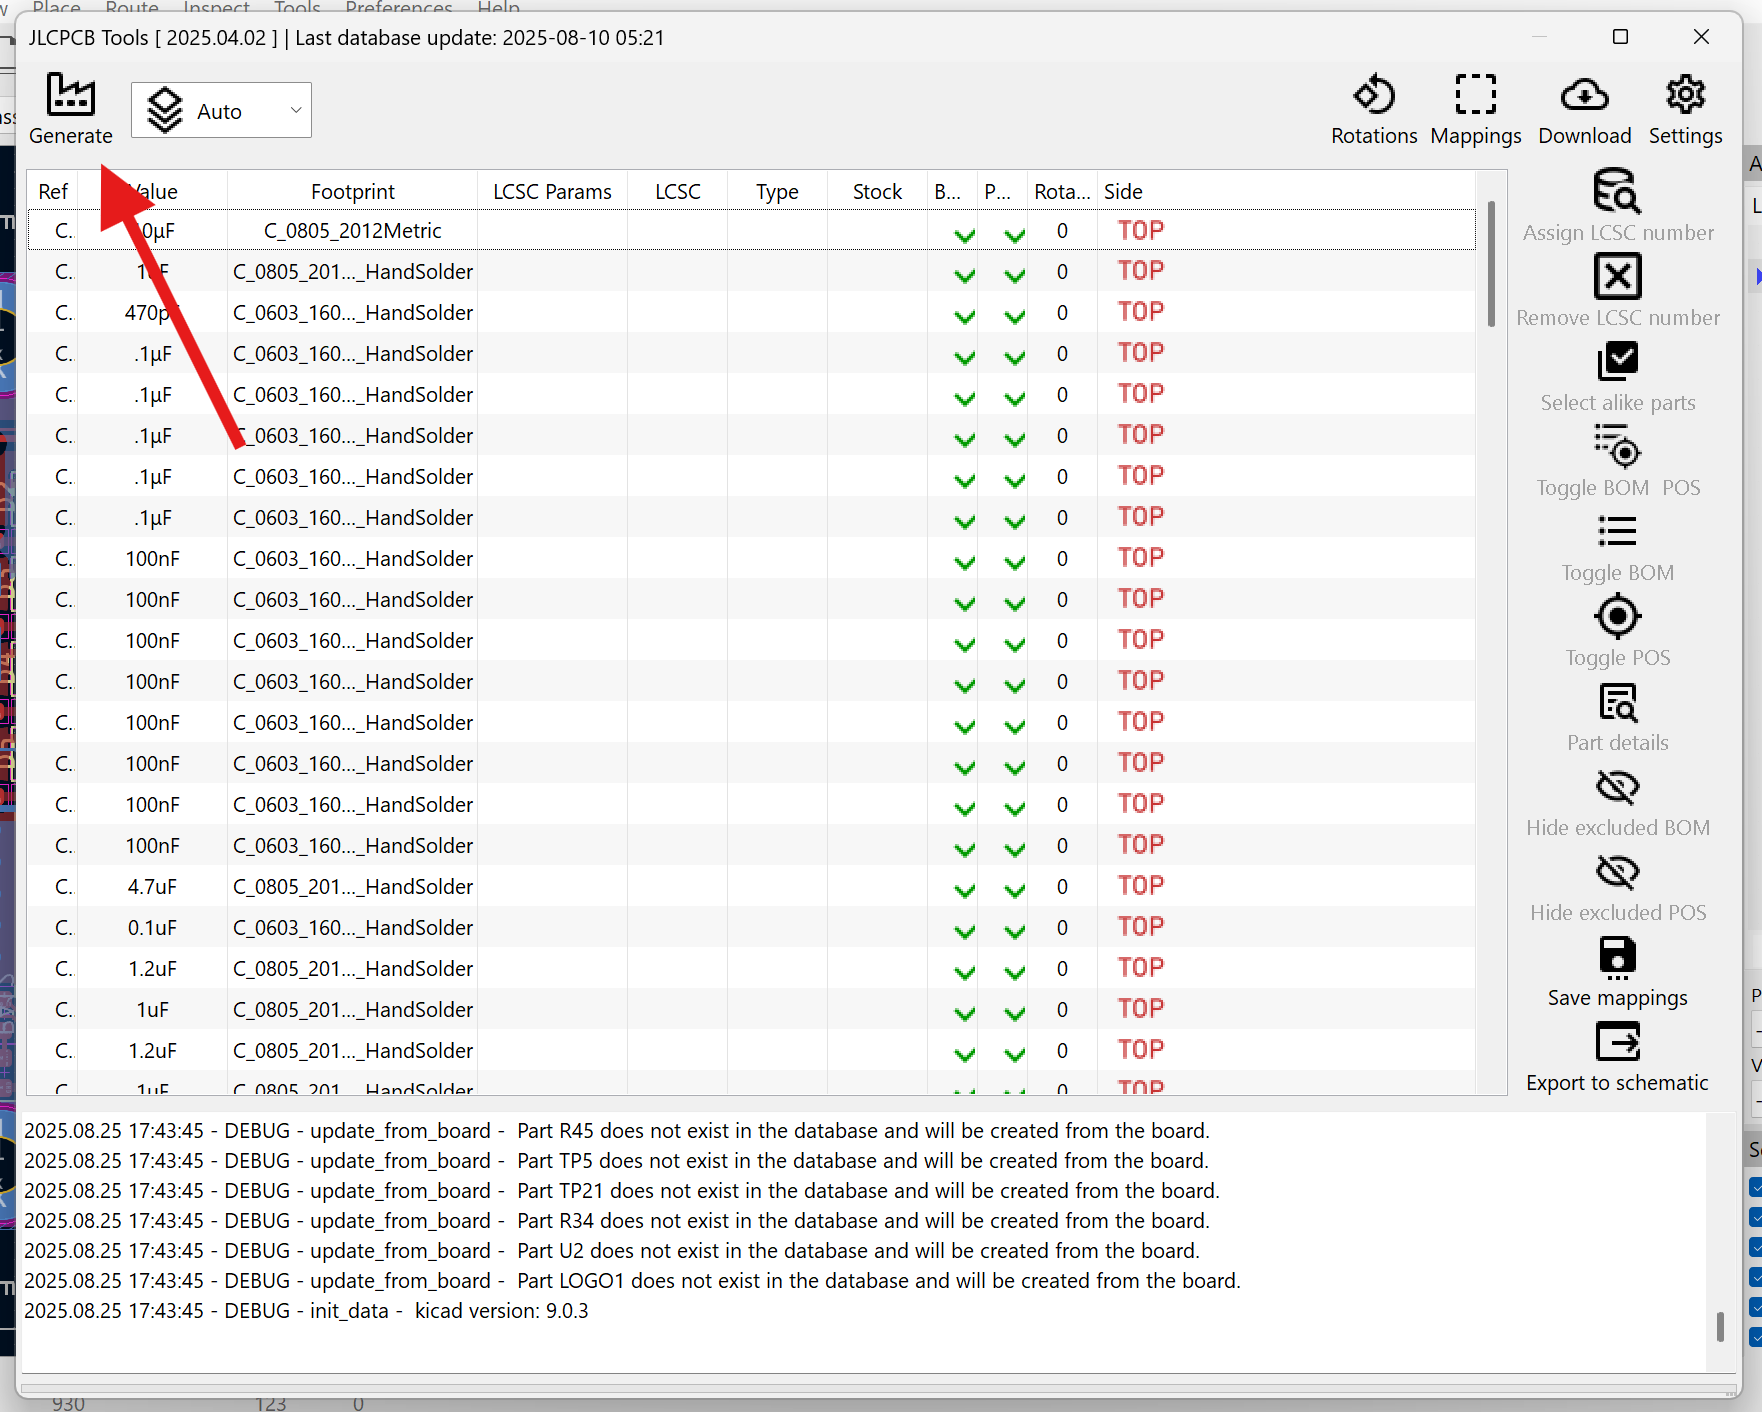 Place Route Inspect Tools Preferences Help
JLCPCB Tools [ 2025.04.02 ] | Last database update: 2025-08-10 05:21
Generate Auto Rotations Mappings Download Settings
Ref Value Footprint LCSC Params LCSC Type Stock B... P... Rota... Side
C.. 0µF C_0805_2012Metric 0 TOP
C.. C_0805_201..._HandSolder 0 TOP
C.. 470p C_0603_160..._HandSolder 0 TOP
C.. .1µF C_0603_160..._HandSolder 0 TOP
C.. .1µF C_0603_160..._HandSolder 0 TOP
C.. .1µF C_0603_160..._HandSolder 0 TOP
C.. .1µF C_0603_160..._HandSolder 0 TOP
C.. .1µF C_0603_160..._HandSolder 0 TOP
C.. 100nF C_0603_160..._HandSolder 0 TOP
C.. 100nF C_0603_160..._HandSolder 0 TOP
C.. 100nF C_0603_160..._HandSolder 0 TOP
C.. 100nF C_0603_160..._HandSolder 0 TOP
C.. 100nF C_0603_160..._HandSolder 0 TOP
C.. 100nF C_0603_160..._HandSolder 0 TOP
C.. 100nF C_0603_160..._HandSolder 0 TOP
C.. 100nF C_0603_160..._HandSolder 0 TOP
C.. 4.7uF C_0805_201..._HandSolder 0 TOP
C.. 0.1uF C_0603_160..._HandSolder 0 TOP
C.. 1.2uF C_0805_201..._HandSolder 0 TOP
C.. 1uF C_0805_201..._HandSolder 0 TOP
C.. 1.2uF C_0805_201..._HandSolder 0 TOP
C.. 1uF C_0805_201..._HandSolder 0 TOP
Assign LCSC number
Remove LCSC number
Select alike parts
Toggle BOM POS
Toggle BOM
Toggle POS
Part details
Hide excluded BOM
Hide excluded POS
Save mappings
Export to schematic
2025.08.25 17:43:45 - DEBUG - update_from_board - Part R45 does not exist in the database and will be created from the board.
2025.08.25 17:43:45 - DEBUG - update_from_board - Part TP5 does not exist in the database and will be created from the board.
2025.08.25 17:43:45 - DEBUG - update_from_board - Part TP21 does not exist in the database and will be created from the board.
2025.08.25 17:43:45 - DEBUG - update_from_board - Part R34 does not exist in the database and will be created from the board.
2025.08.25 17:43:45 - DEBUG - update_from_board - Part U2 does not exist in the database and will be created from the board.
2025.08.25 17:43:45 - DEBUG - update_from_board - Part LOGO1 does not exist in the database and will be created from the board.
2025.08.25 17:43:45 - DEBUG - init_data - kicad version: 9.0.3
930 123 0